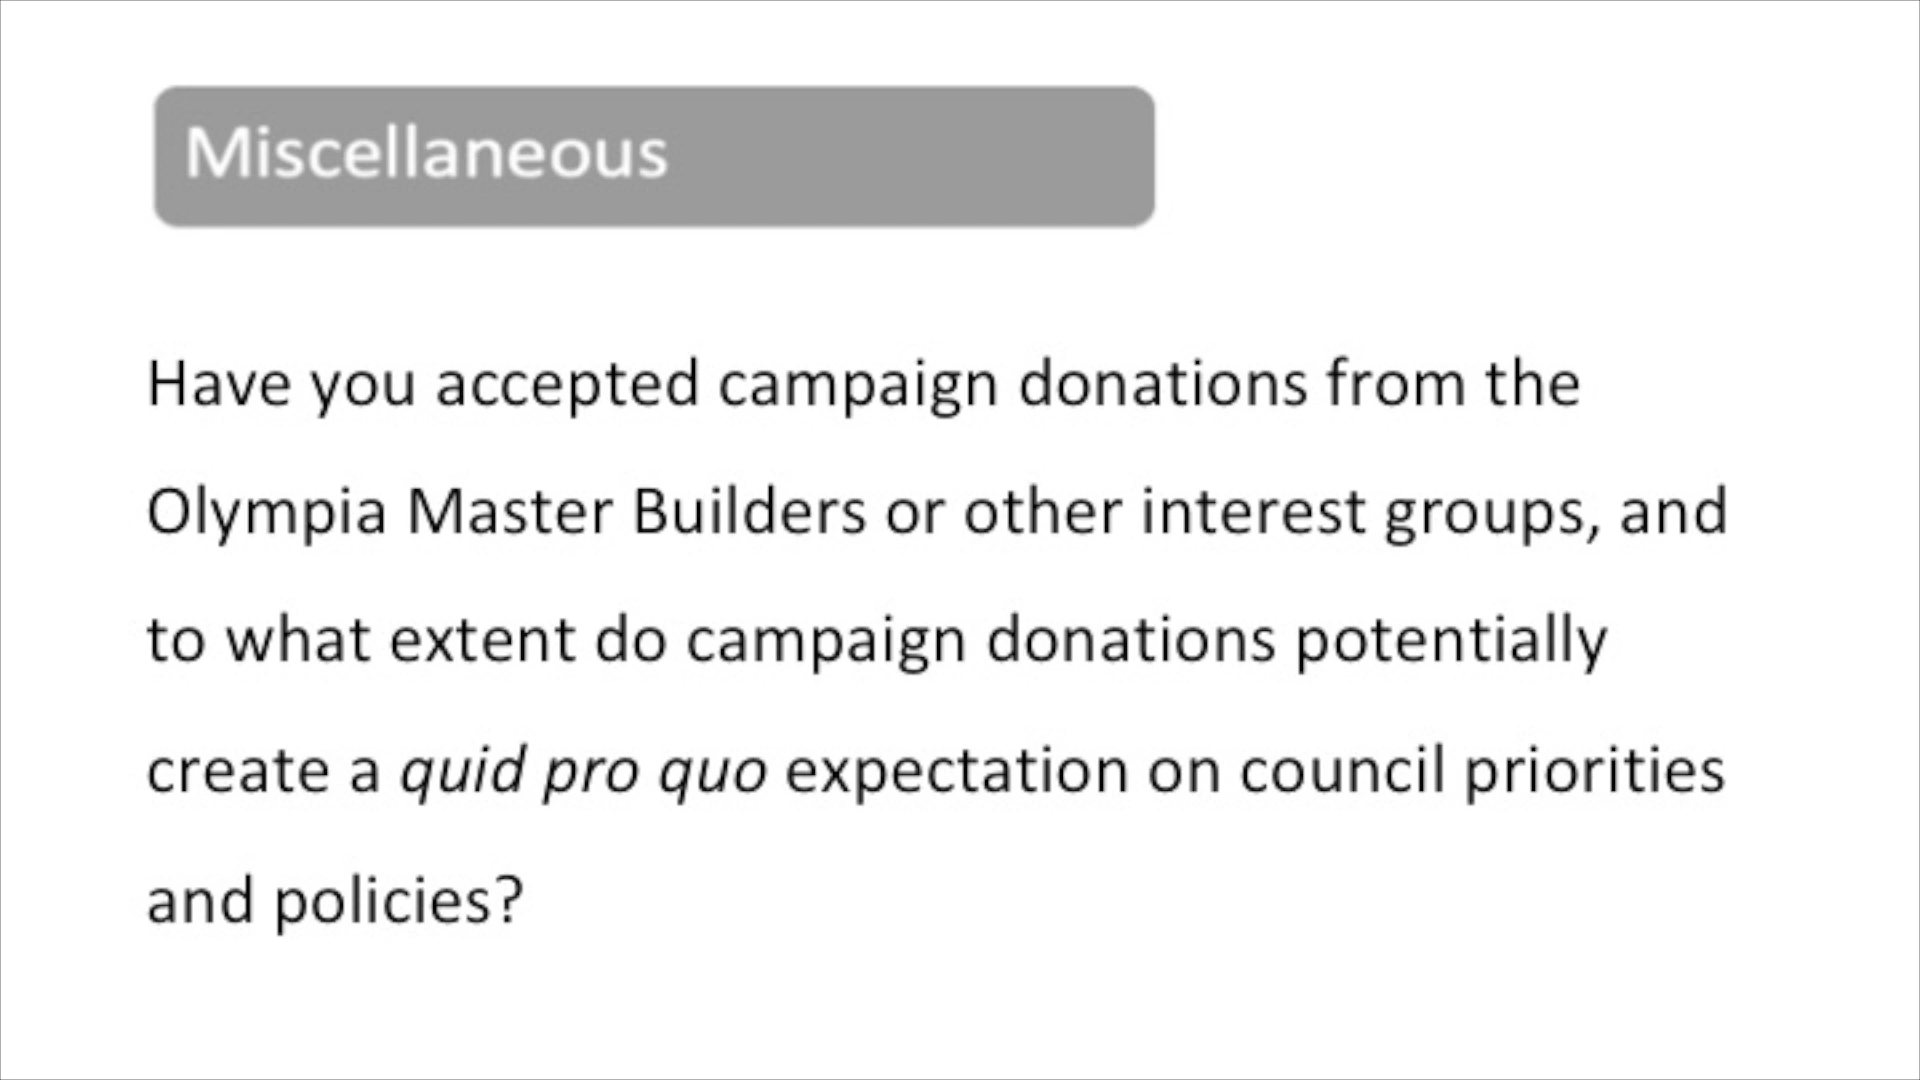 Miscellaneous
Have you accepted campaign donations from the
Olympia Master Builders or other interest groups, and
to what extent do campaign donations potentially
create a quid pro quo expectation on council priorities
and policies?